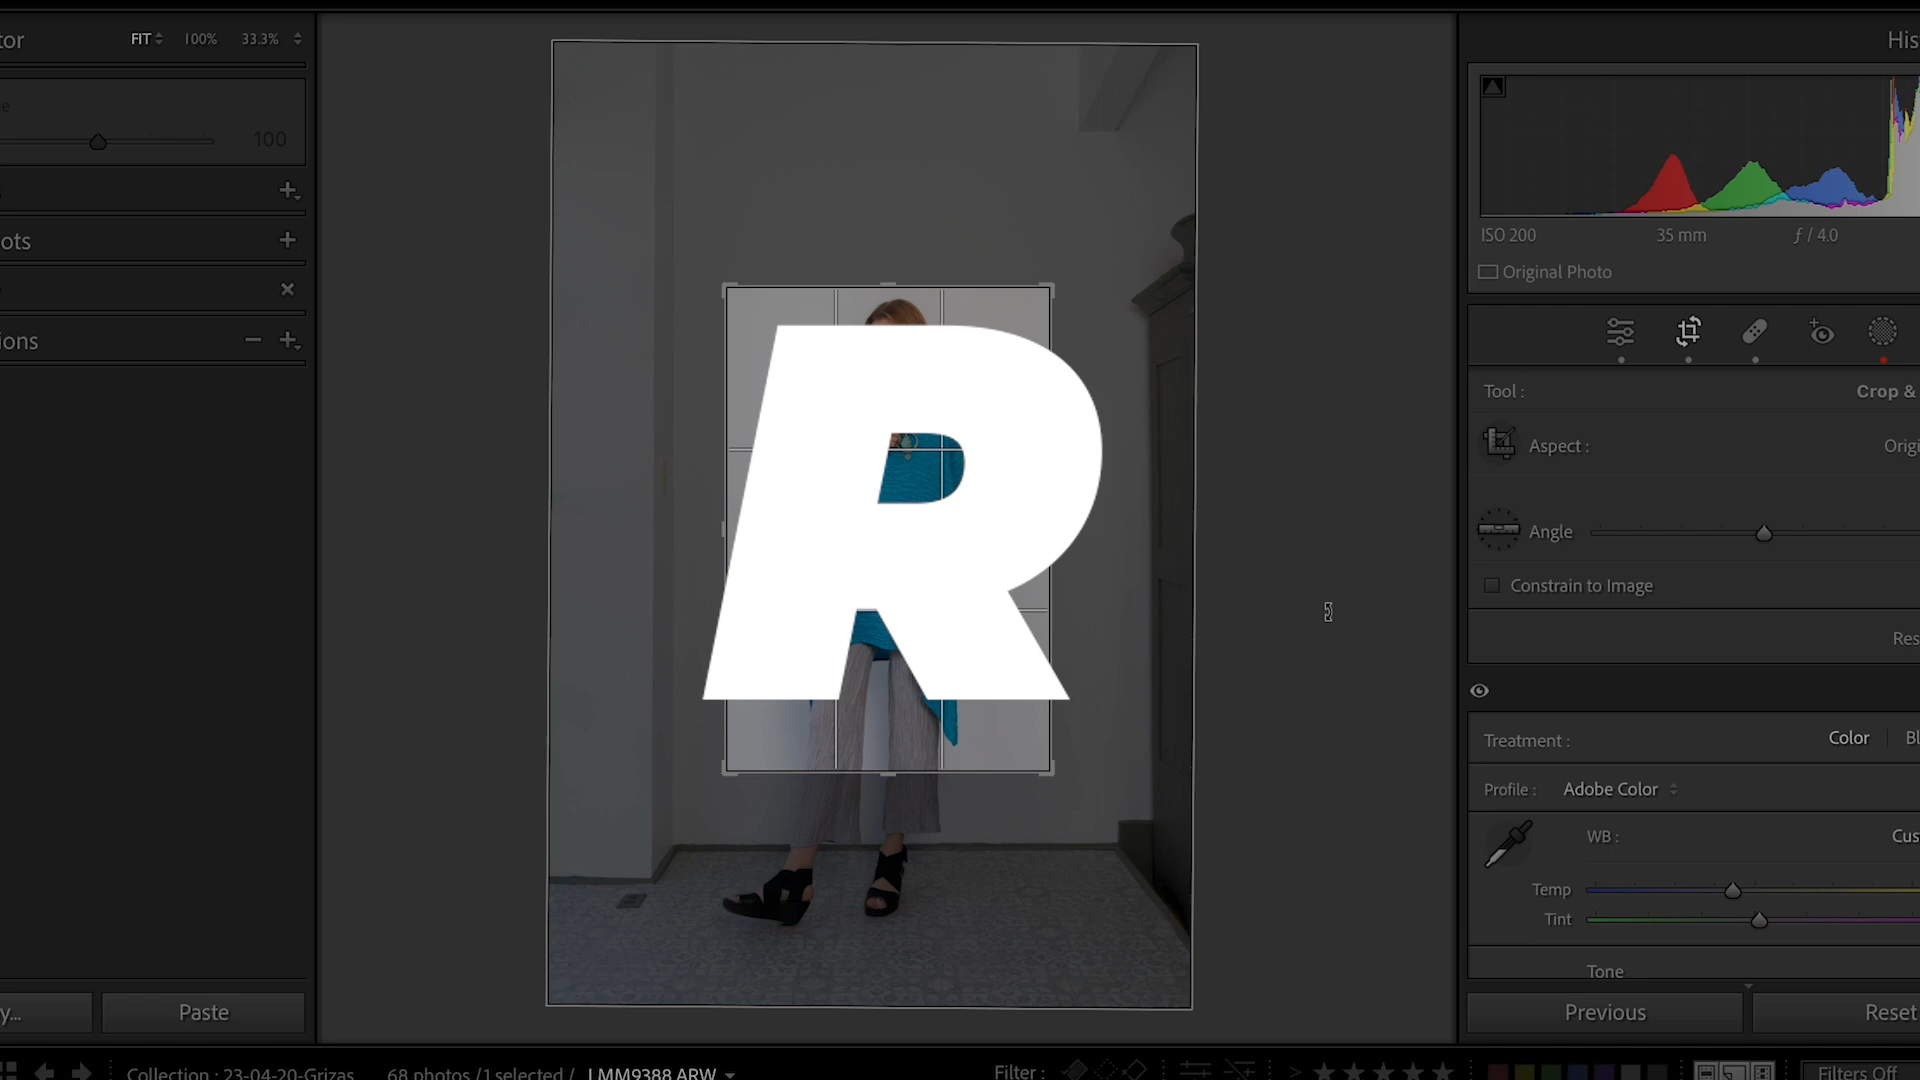 tor
FIT 100% 33.3%
His
e
100
ots
ions
ISO 200 35 mm ƒ / 4.0
Original Photo
R
Tool :
Crop &
Aspect :
Origi
Angle
Constrain to Image
Res
Treatment :
Color
Bl
Profile :
Adobe Color
WB :
Cus
Temp
Tint
Tone
y...
Paste
Previous
Reset
Collection : 23-04-20-Grizas
68 photos /1 selected /
LMM9388.ARW
Filter :
Filters Off